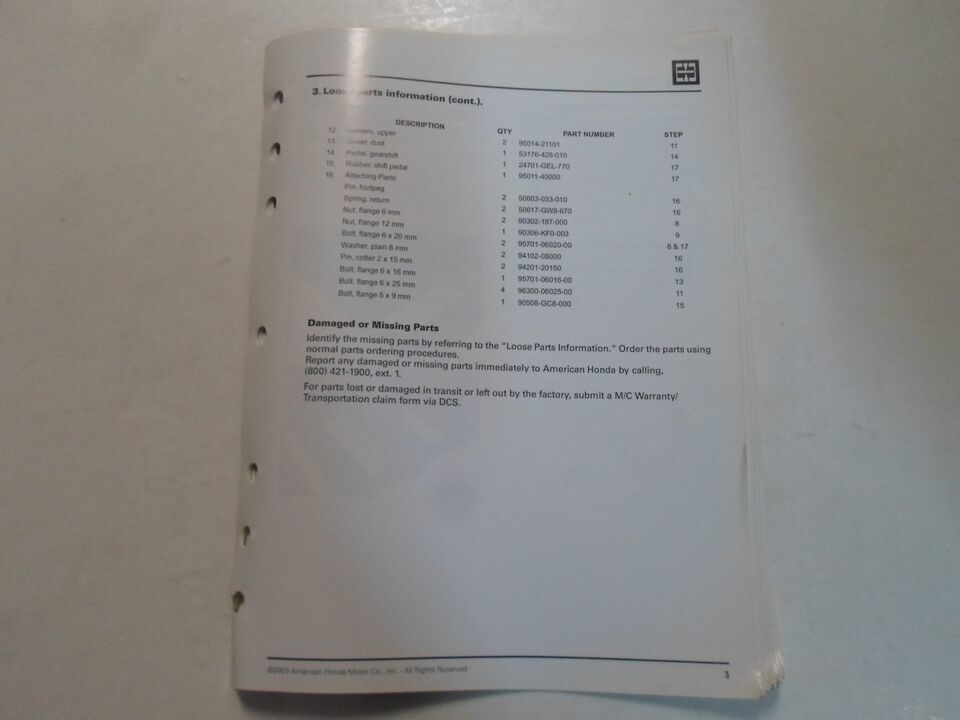 3. Loose parts information (cont.).
DESCRIPTION QTY PART NUMBER STEP
12. Holders, upper 2 95014-21101 11
13. Cover, dust 1 53176-428-010 14
14. Pedal, gearshift 1 24701-GEL-770 17
15. Rubber, shift pedal 1 95011-40000 17
16. Attaching Parts
Pin, footpeg 2 50603-033-010 16
Spring, return 2 50617-GW8-670 16
Nut, flange 6 mm 2 90302-187-000 8
Nut, flange 12 mm 1 90306-KF0-003 9
Bolt, flange 6 x 20 mm 2 95701-06020-00 8 & 17
Washer, plain 8 mm 2 94102-08000 16
Pin, cotter 2 x 15 mm 2 94201-20150 16
Bolt, flange 6 x 16 mm 1 95701-06016-00 13
Bolt, flange 6 x 25 mm 4 96300-06025-00 11
Bolt, flange 5 x 9 mm 1 90508-GC8-000 15
Damaged or Missing Parts
Identify the missing parts by referring to the "Loose Parts Information." Order the parts using
normal parts ordering procedures.
Report any damaged or missing parts immediately to American Honda by calling,
(800) 421-1900, ext. 1.
For parts lost or damaged in transit or left out by the factory, submit a M/C Warranty/
Transportation claim form via DCS.
©2003 American Honda Motor Co., Inc. - All Rights Reserved 3